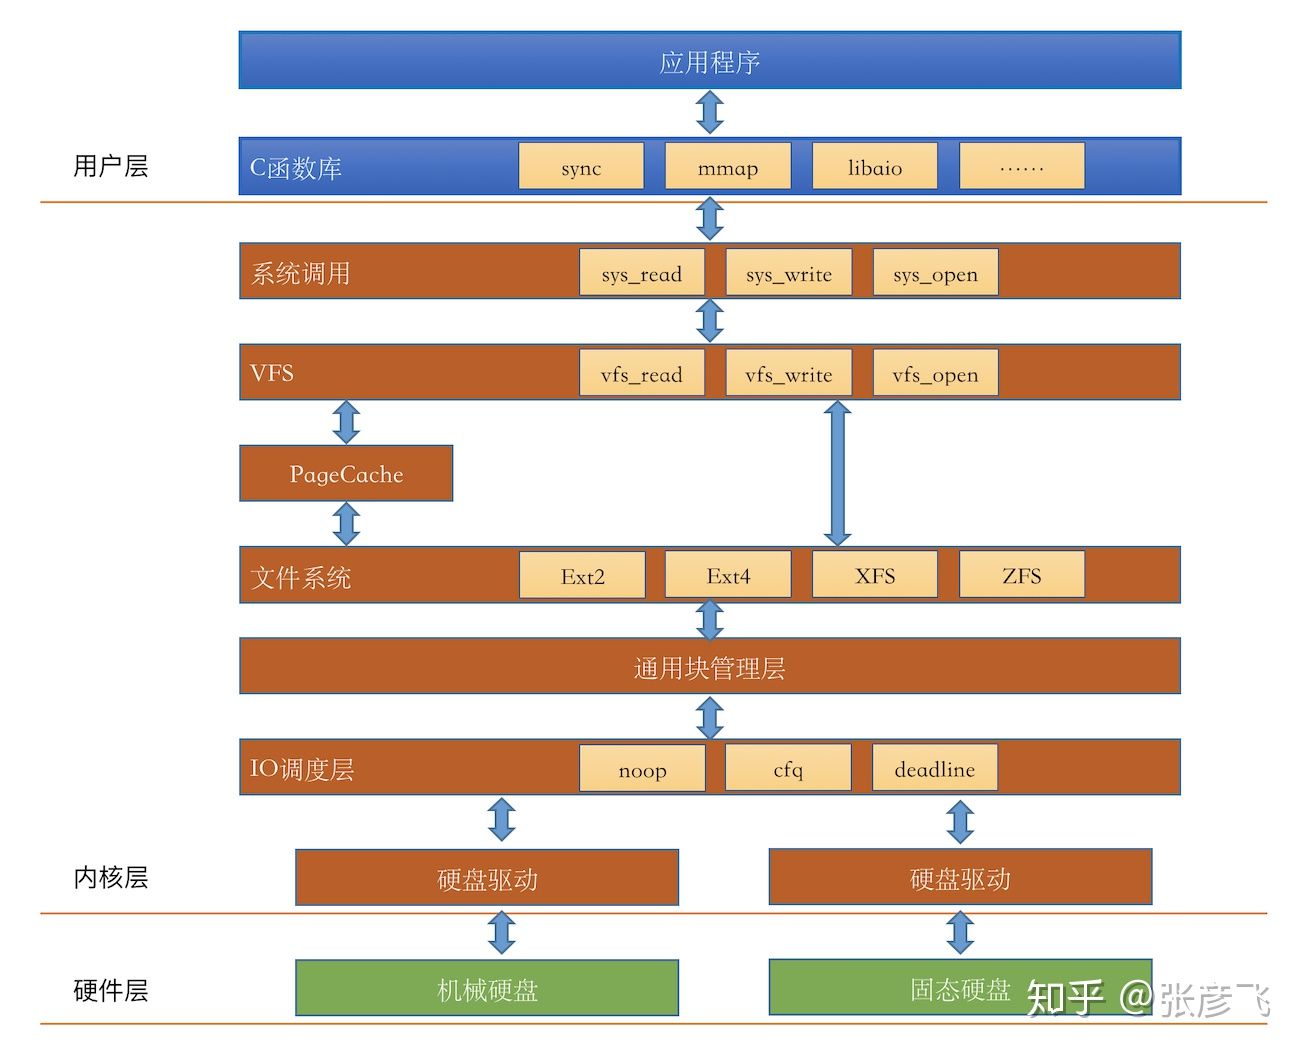 应用程序
用户层
C函数库 sync mmap libaio ……
系统调用 sys_read sys_write sys_open
VFS vfs_read vfs_write vfs_open
PageCache
文件系统 Ext2 Ext4 XFS ZFS
通用块管理层
IO调度层 noop cfq deadline
内核层 硬盘驱动 硬盘驱动
硬件层 机械硬盘 固态硬盘
知乎 @张彦飞